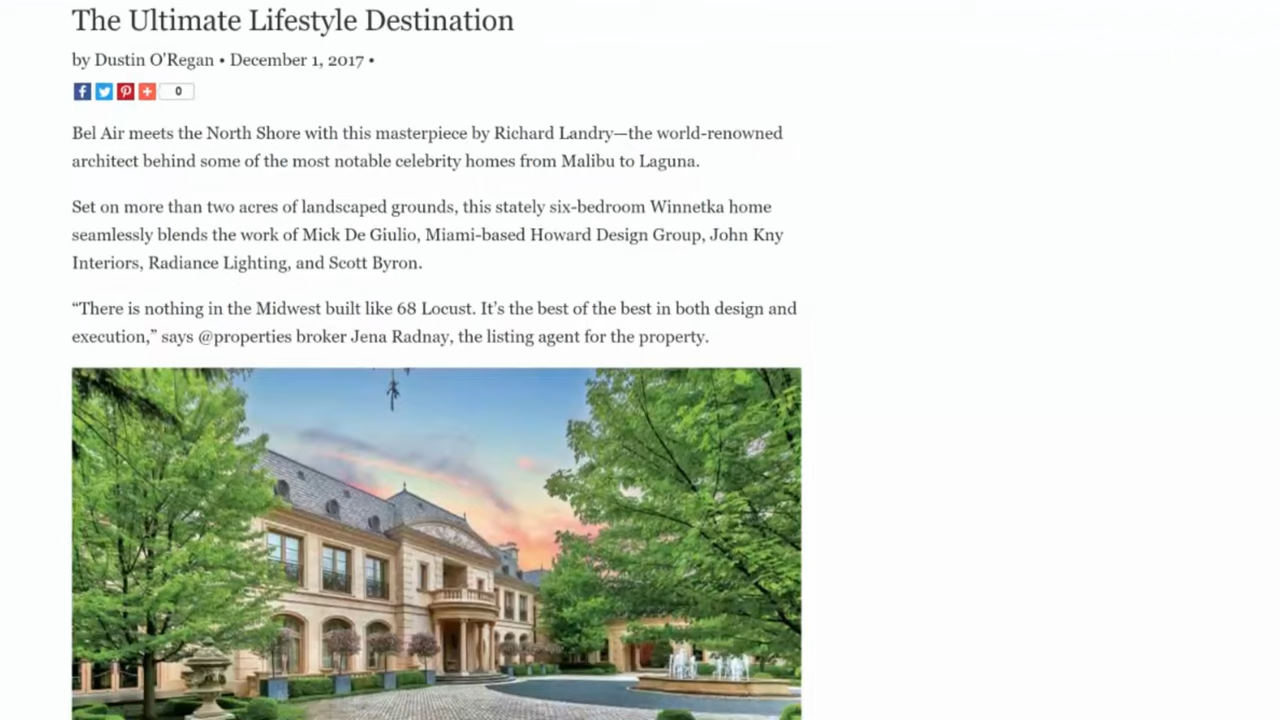 The Ultimate Lifestyle Destination
by Dustin O'Regan • December 1, 2017 •
0
Bel Air meets the North Shore with this masterpiece by Richard Landry—the world-renowned
architect behind some of the most notable celebrity homes from Malibu to Laguna.
Set on more than two acres of landscaped grounds, this stately six-bedroom Winnetka home
seamlessly blends the work of Mick De Giulio, Miami-based Howard Design Group, John Kny
Interiors, Radiance Lighting, and Scott Byron.
“There is nothing in the Midwest built like 68 Locust. It’s the best of the best in both design and
execution,” says @properties broker Jena Radnay, the listing agent for the property.